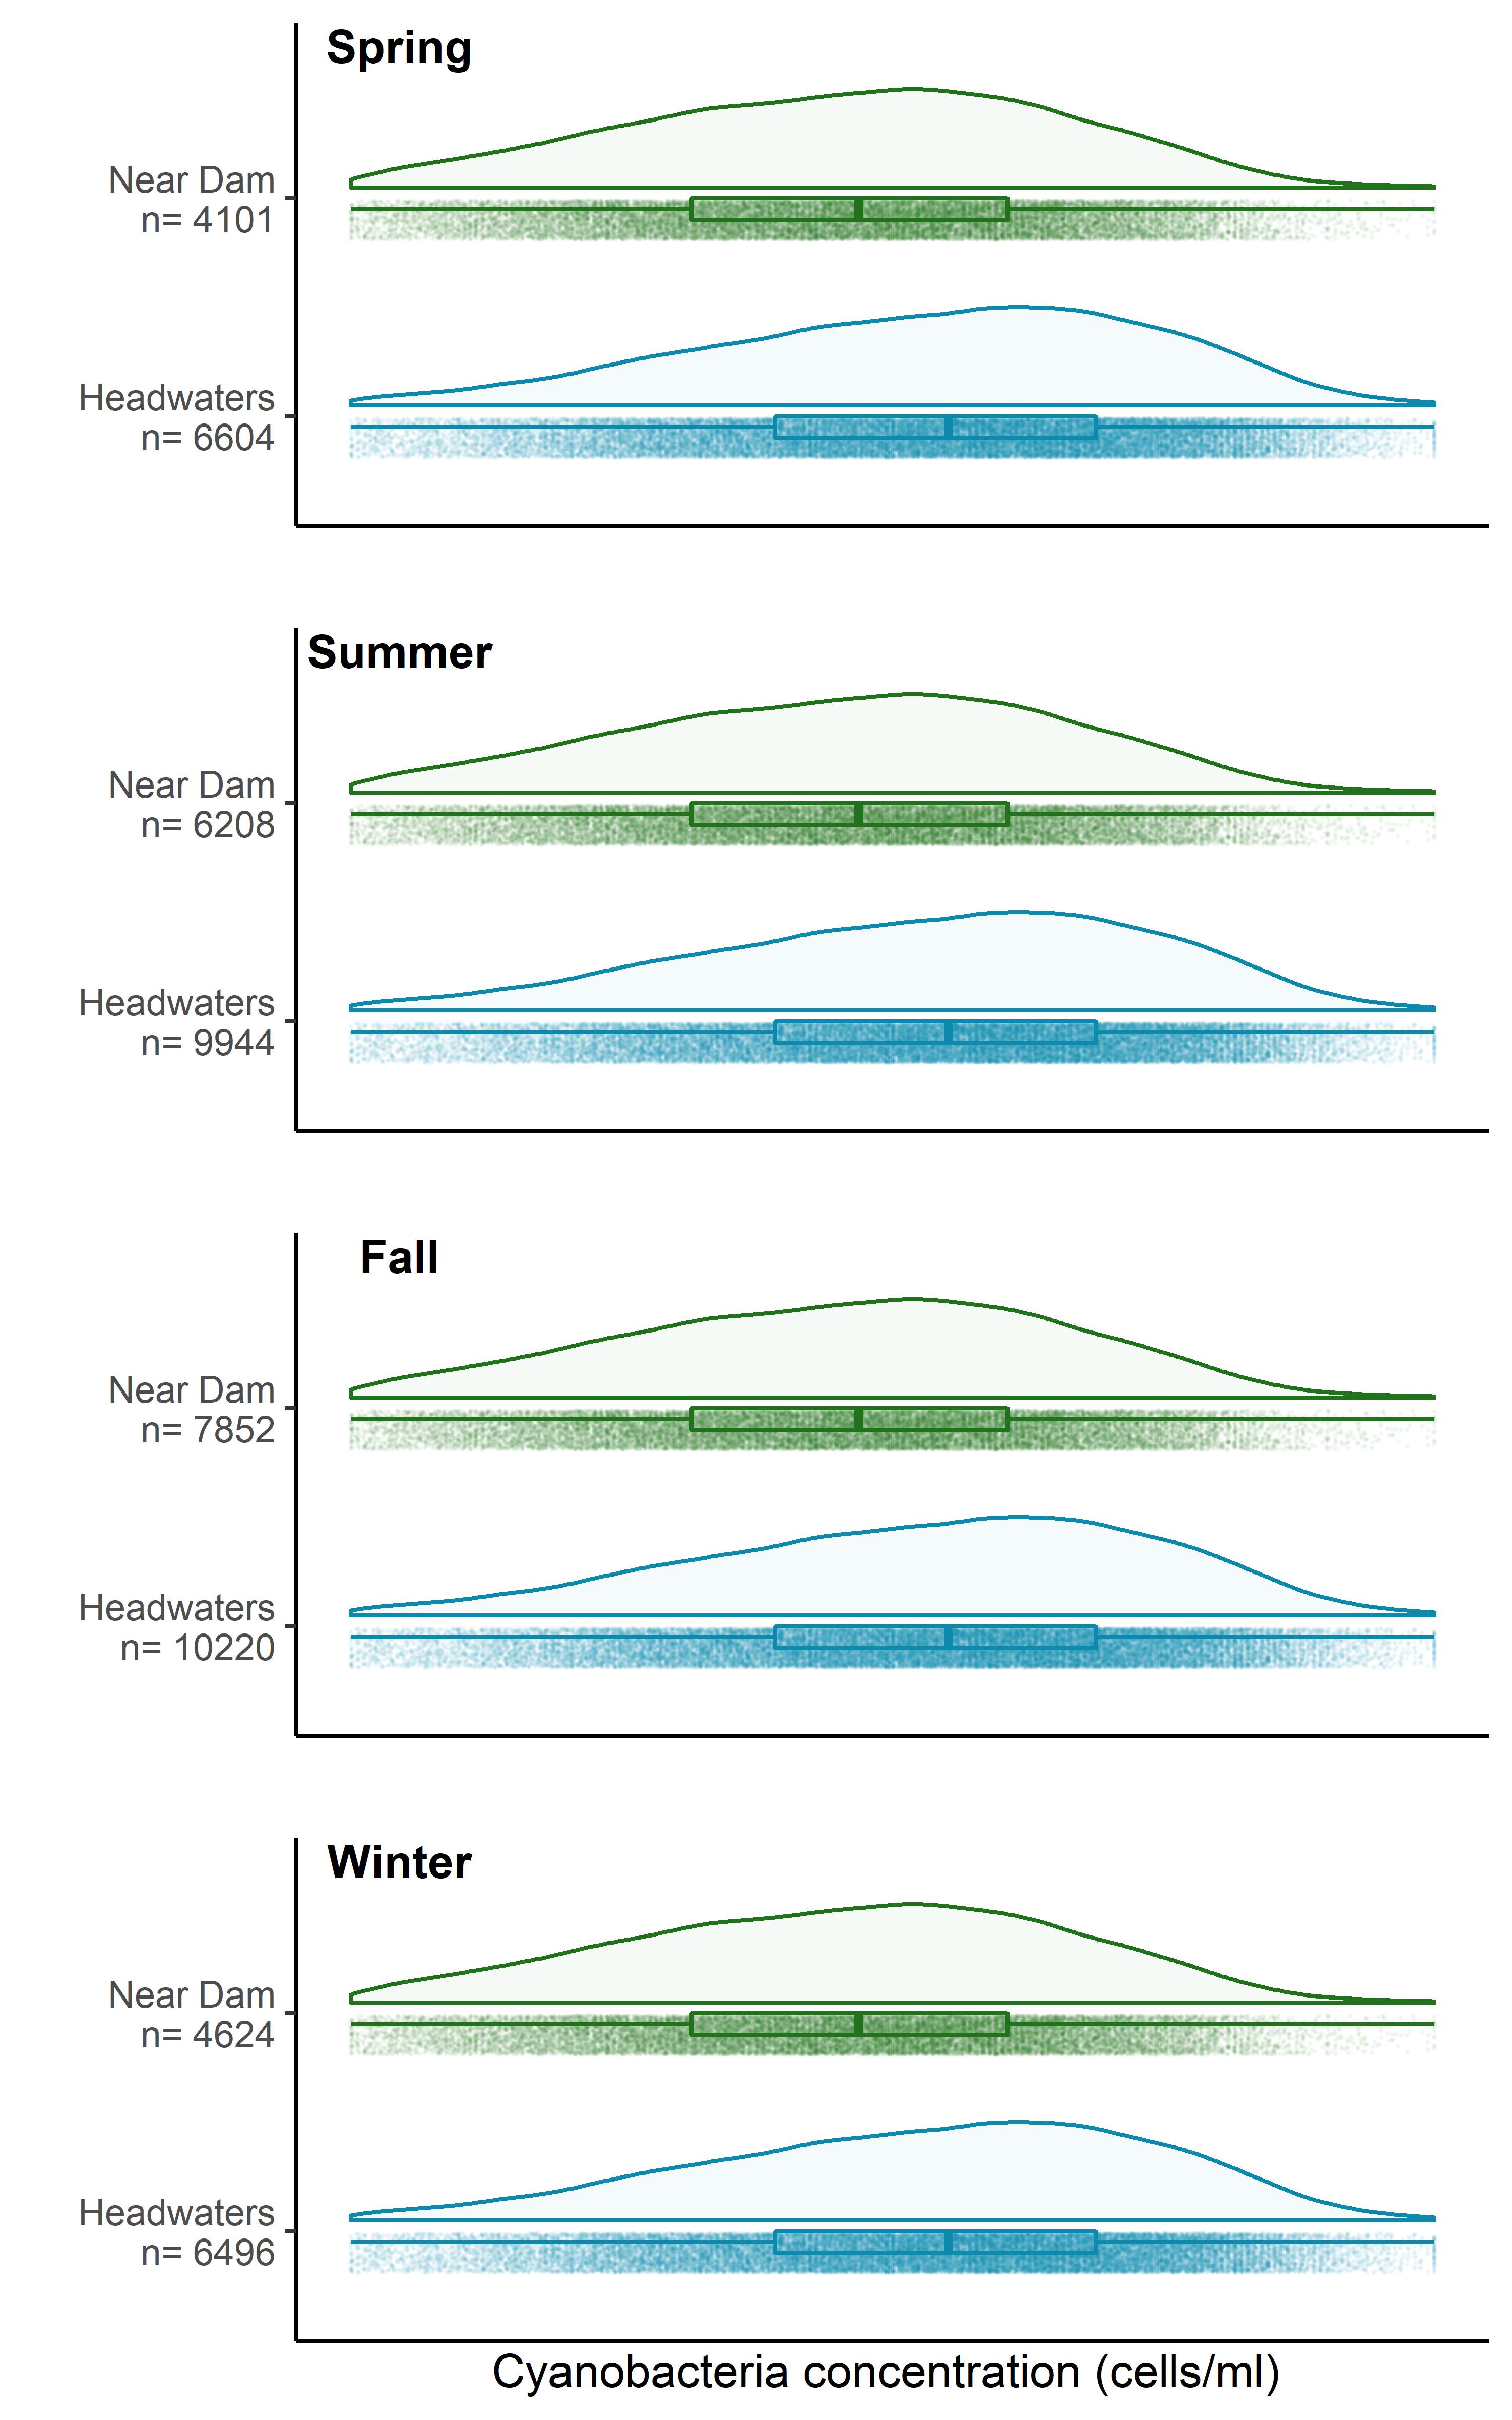 Spring
Near Dam
n= 4101
Headwaters
n= 6604
Summer
Near Dam
n= 6208
Headwaters
n= 9944
Fall
Near Dam
n= 7852
Headwaters
n= 10220
Winter
Near Dam
n= 4624
Headwaters
n= 6496
Cyanobacteria concentration (cells/ml)